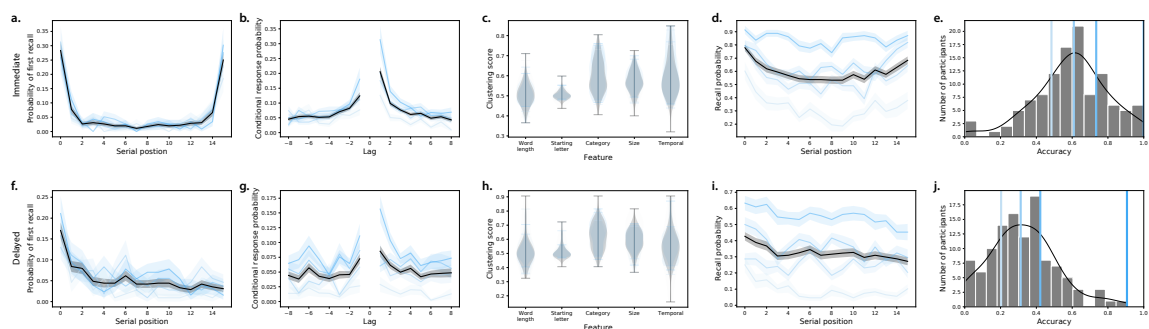 a.
Immediate
Probability of first recall
0.35
0.30
0.25
0.20
0.15
0.10
0.05
0.00
0 2 4 6 8 10 12 14
Serial postion
b.
Conditional response probability
0.35
0.30
0.25
0.20
0.15
0.10
0.05
0.00
−8 −6 −4 −2 0 2 4 6 8
Lag
c.
Clustering score
0.8
0.7
0.6
0.5
0.4
0.3
Word length
Starting letter
Category
Size
Temporal
Feature
d.
Recall probability
0.9
0.8
0.7
0.6
0.5
0.4
0.3
0.2
0 2 4 6 8 10 12 14
Serial position
e.
Number of participants
20.0
17.5
15.0
12.5
10.0
7.5
5.0
2.5
0.0
0.0 0.2 0.4 0.6 0.8 1.0
Accuracy
f.
Delayed
Probability of first recall
0.25
0.20
0.15
0.10
0.05
0.00
0 2 4 6 8 10 12 14
Serial position
g.
Conditional response probability
0.175
0.150
0.125
0.100
0.075
0.050
0.025
0.000
−8 −6 −4 −2 0 2 4 6 8
Lag
h.
Clustering score
0.9
0.8
0.7
0.6
0.5
0.4
0.3
0.2
Word length
Starting letter
Category
Size
Temporal
Feature
i.
Recall probability
0.7
0.6
0.5
0.4
0.3
0.2
0.1
0.0
0 2 4 6 8 10 12 14
Serial position
j.
Number of participants
17.5
15.0
12.5
10.0
7.5
5.0
2.5
0.0
0.0 0.2 0.4 0.6 0.8 1.0
Accuracy